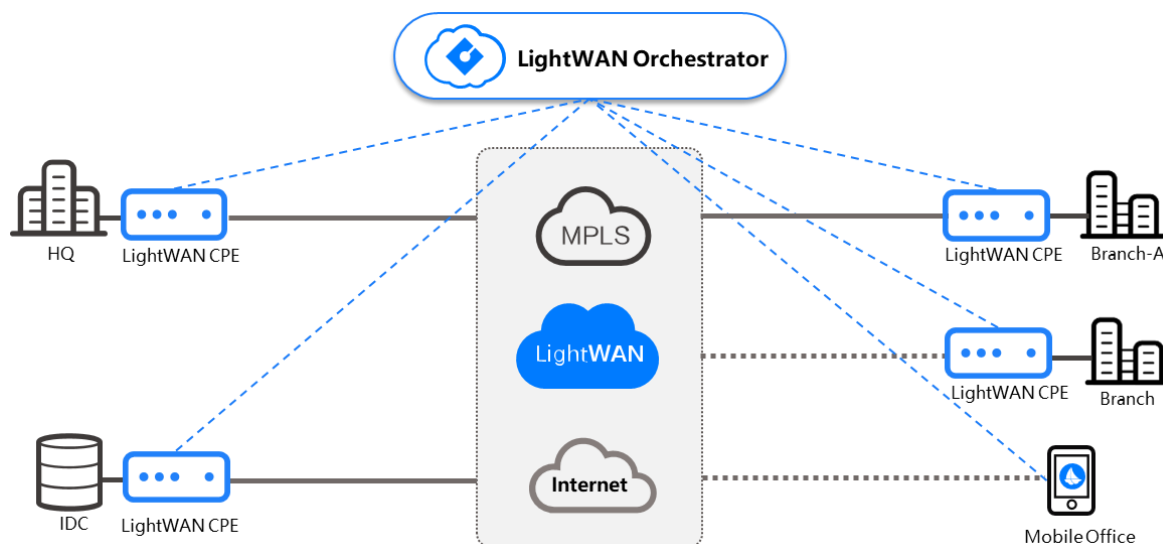 LightWAN Orchestrator
MPLS
HQ
LightWAN CPE
LightWAN CPE
Branch-A
LightWAN
LightWAN CPE
Branch
Internet
IDC
LightWAN CPE
Mobile Office